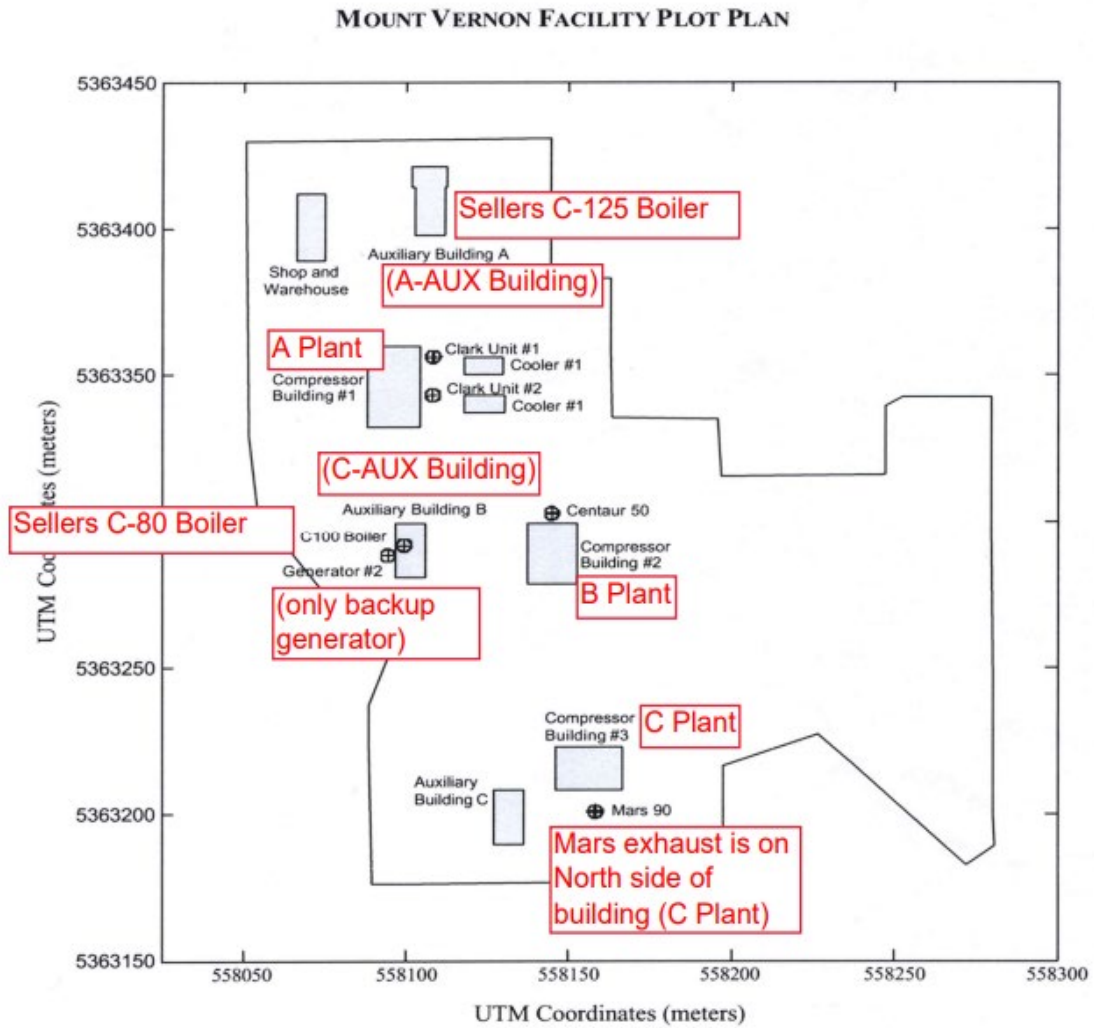 MOUNT VERNON FACILITY PLOT PLAN
5363450
5363400
5363350
5363300
5363250
5363200
5363150
UTM Coordinates (meters)
Sellers C-125 Boiler
Shop and
Warehouse
Auxiliary Building A
(A-AUX Building)
A Plant
Compressor
Building #1
Clark Unit #1
Cooler #1
Clark Unit #2
Cooler #1
(C-AUX Building)
Auxiliary Building B
Sellers C-80 Boiler
C100 Boiler
Generator #2
(only backup
generator)
Centaur 50
Compressor
Building #2
B Plant
Compressor
Building #3
C Plant
Auxiliary
Building C
Mars 90
Mars exhaust is on
North side of
building (C Plant)
558050
558100
558150
558200
558250
558300
UTM Coordinates (meters)